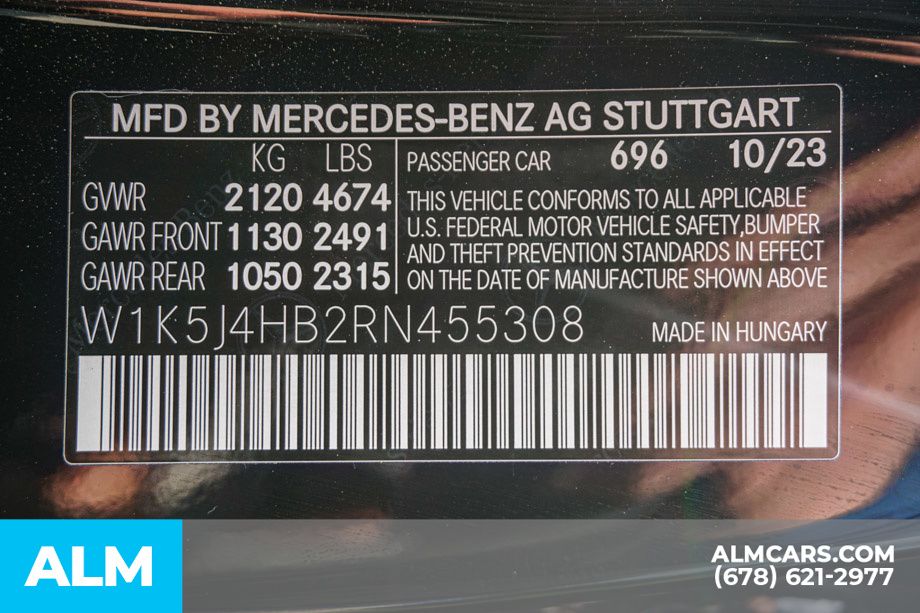 MFD BY MERCEDES-BENZ AG STUTTGART
KG LBS
GVWR 2120 4674
GAWR FRONT 1130 2491
GAWR REAR 1050 2315
PASSENGER CAR 696 10/23
THIS VEHICLE CONFORMS TO ALL APPLICABLE
U.S. FEDERAL MOTOR VEHICLE SAFETY,BUMPER
AND THEFT PREVENTION STANDARDS IN EFFECT
ON THE DATE OF MANUFACTURE SHOWN ABOVE
W1K5J4HB2RN455308
MADE IN HUNGARY
ALM
ALMCARS.COM
(678) 621-2977